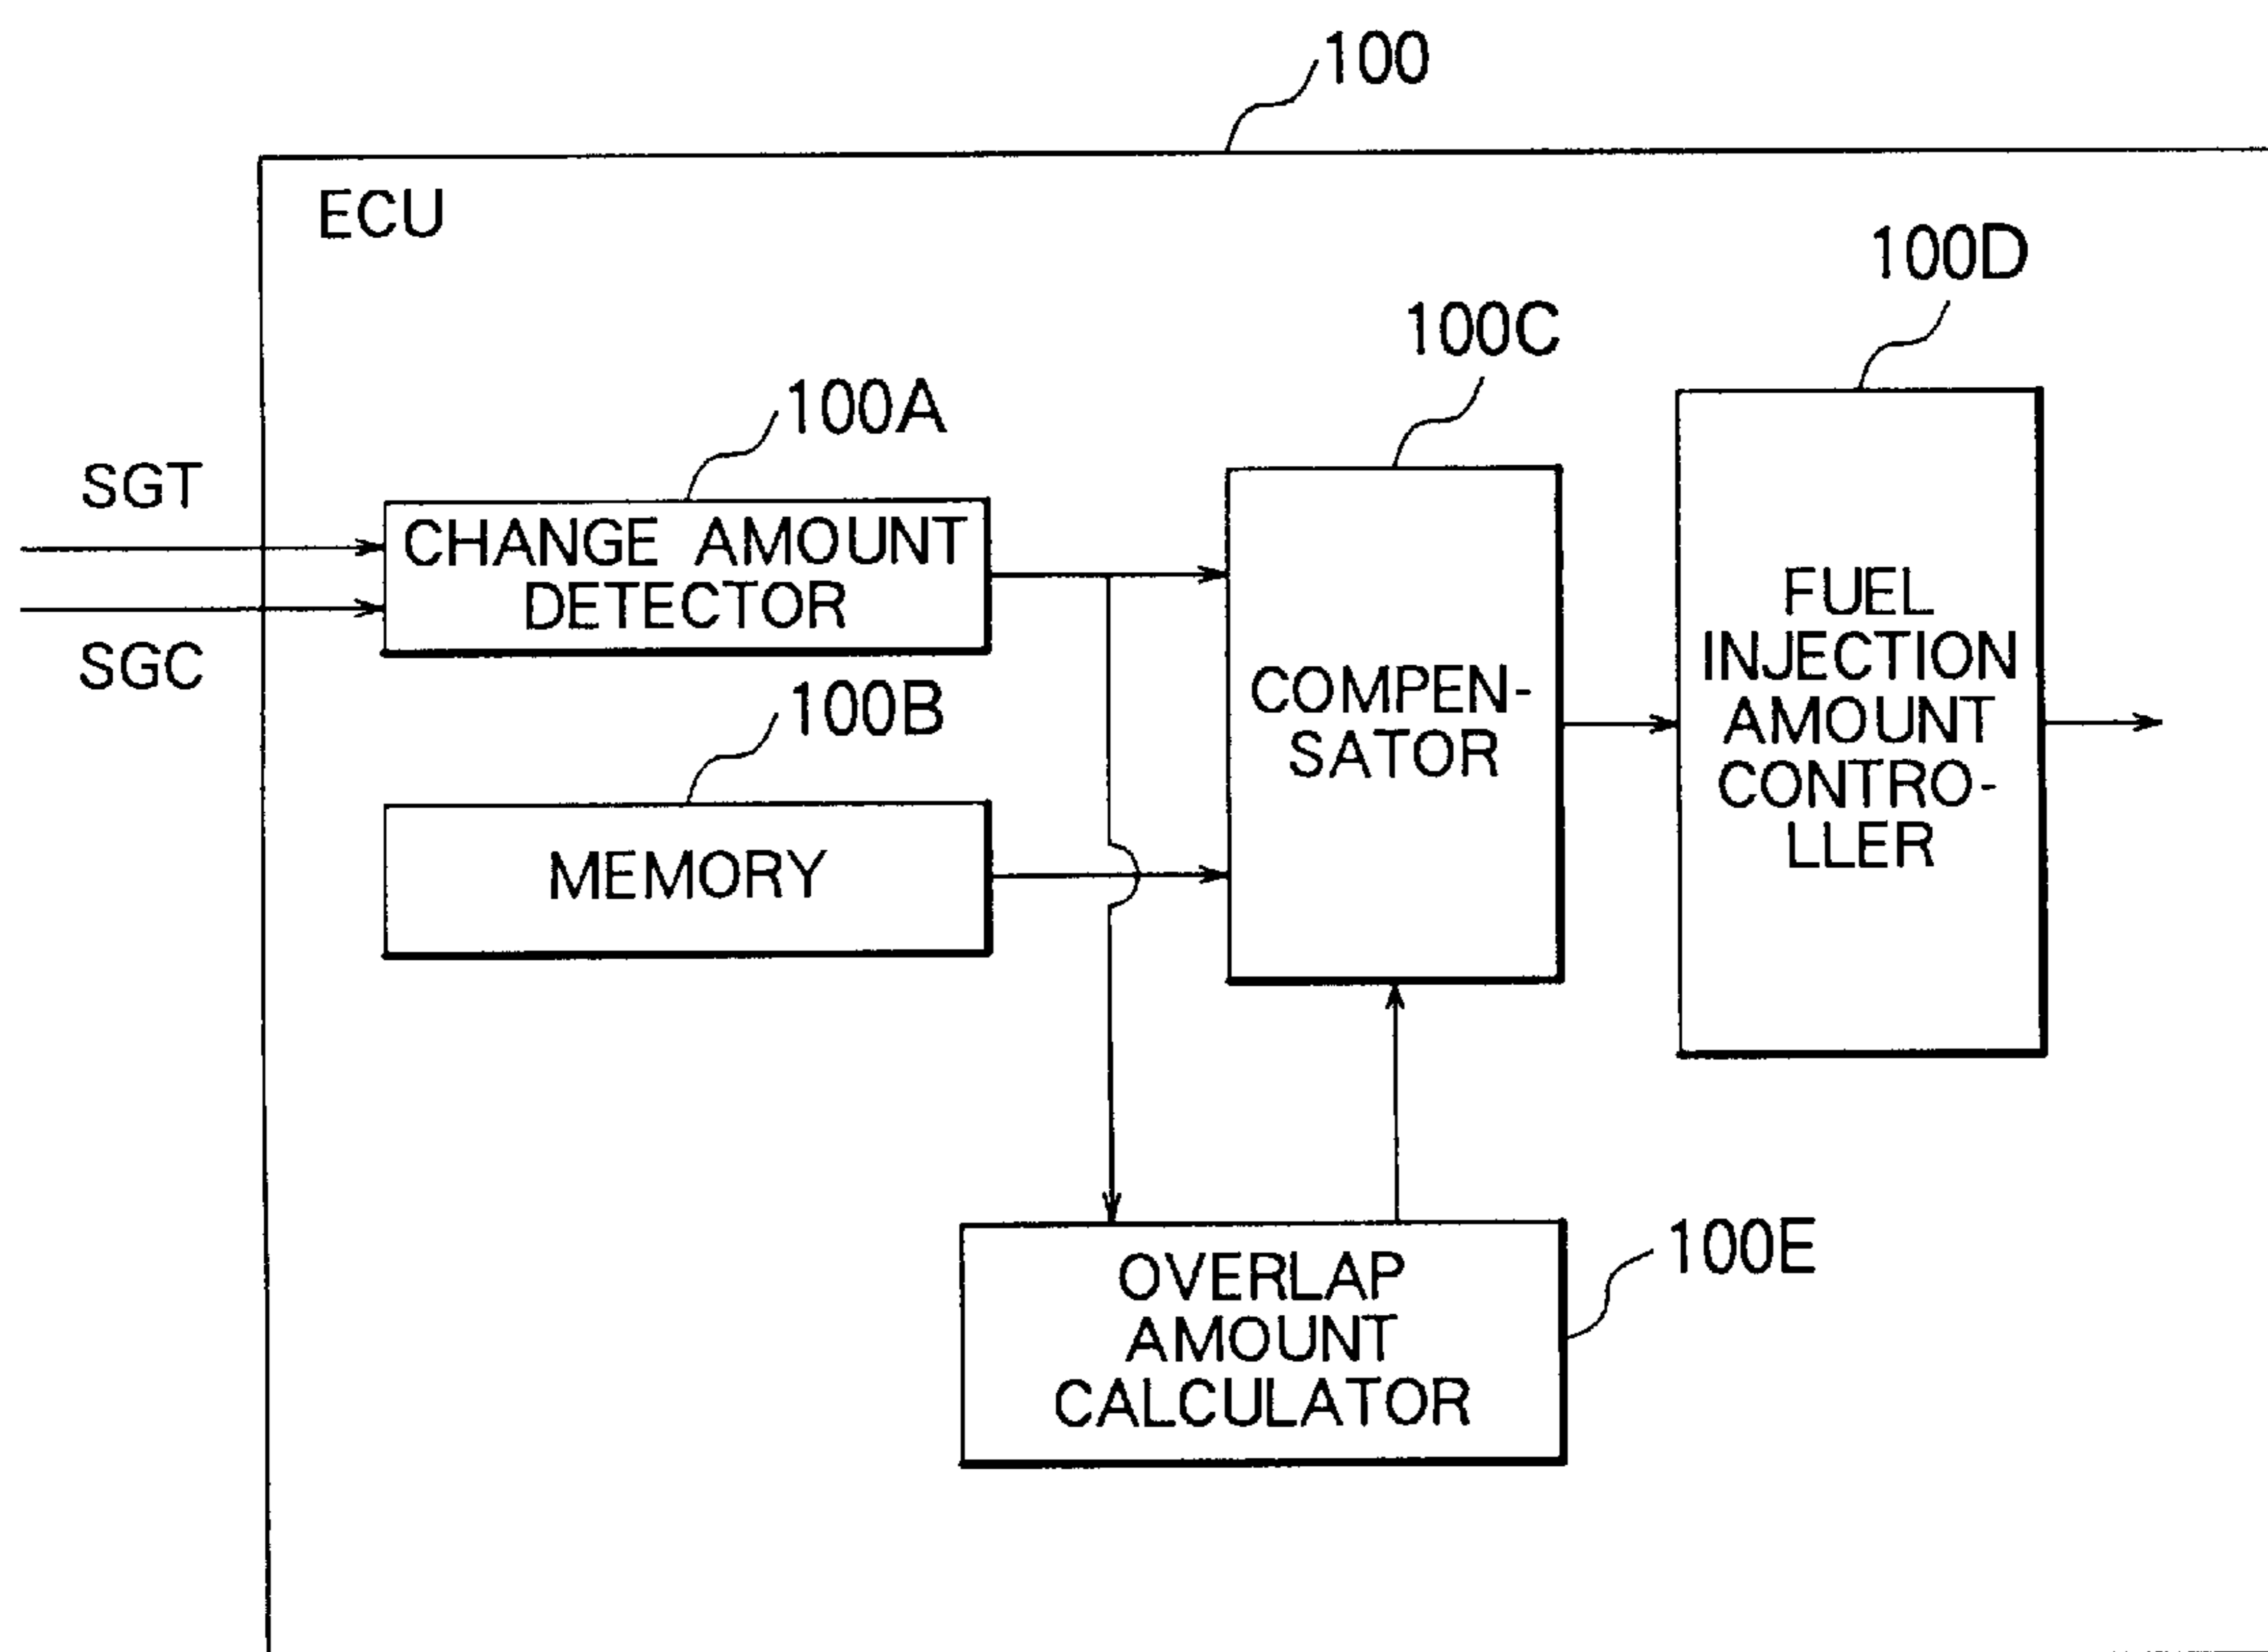 100
ECU
100D
100C
100A
SGT
CHANGE AMOUNT
DETECTOR
SGC
100B
MEMORY
COMPEN-
SATOR
FUEL
INJECTION
AMOUNT
CONTRO-
LLER
OVERLAP
AMOUNT
CALCULATOR
100E